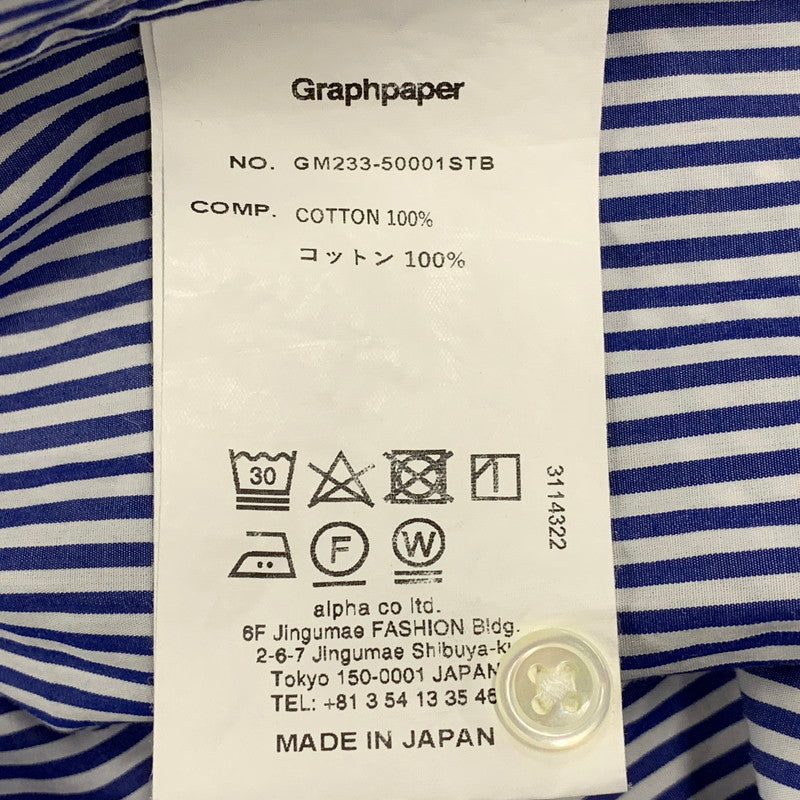 Graphpaper
NO. GM233-50001STB
COMP. COTTON 100%
コットン 100%
30
3114322
F W
alpha co ltd.
6F Jingumae FASHION Bldg.
2-6-7 Jingumae Shibuya-k
Tokyo 150-0001 JAPAN
TEL: +81 3 54 13 35 46
MADE IN JAPAN